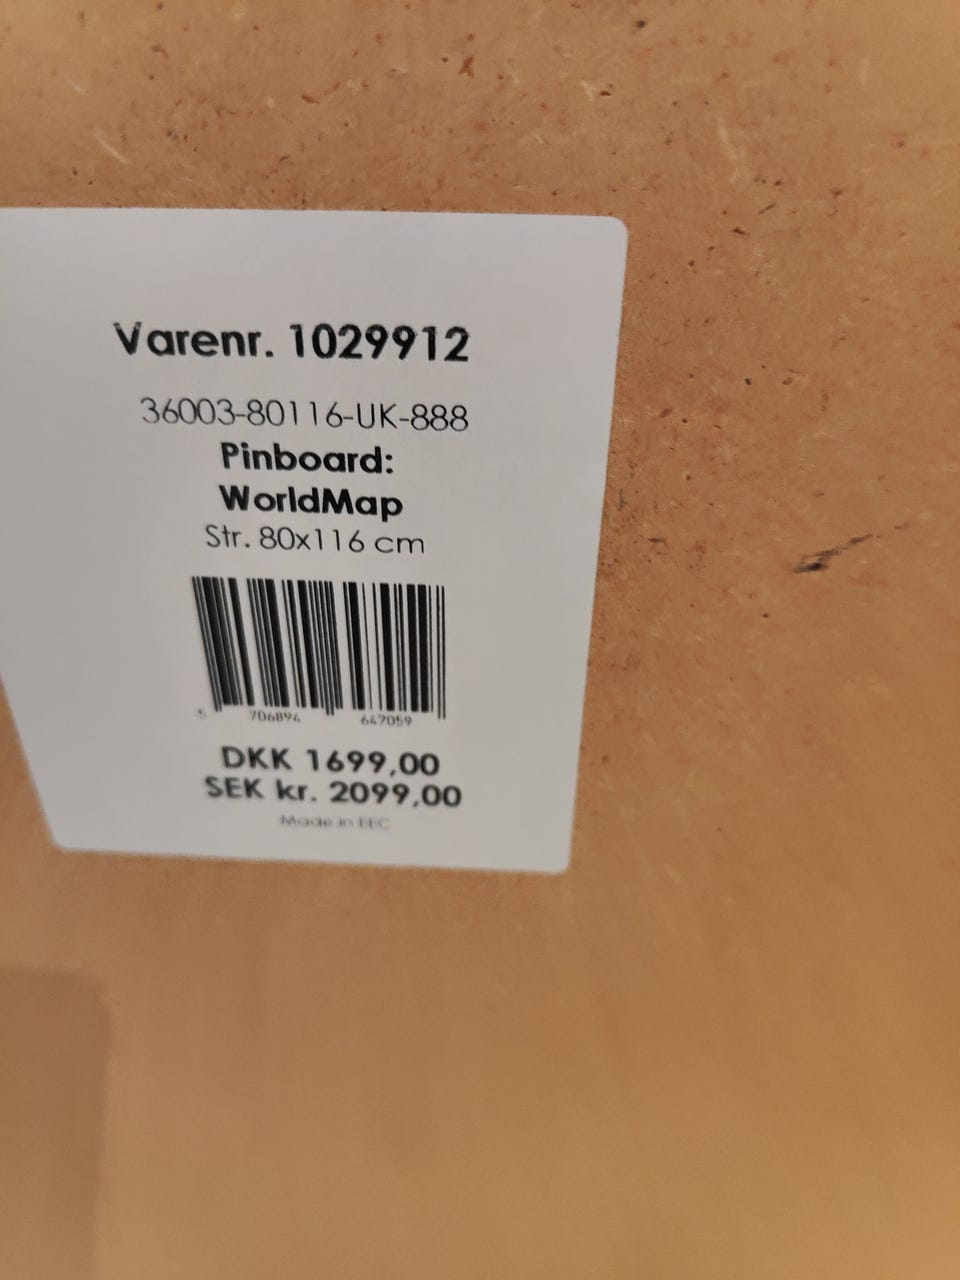 Varenr. 1029912
36003-80116-UK-888
Pinboard:
WorldMap
Str. 80x116 cm
5 706894 647059
DKK 1699,00
SEK kr. 2099,00
Made in EEC